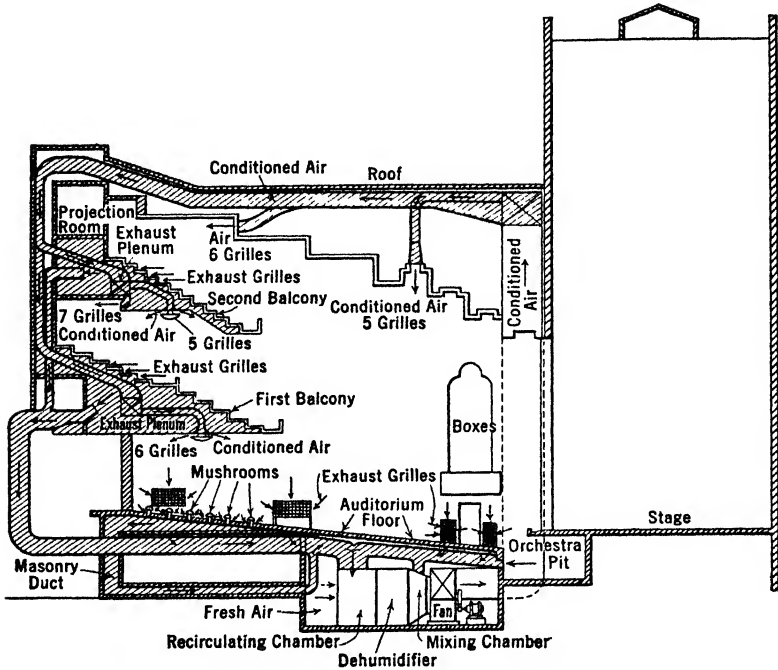 Conditioned Air
Roof
Projection
Room
Exhaust
Plenum
Air
6 Grilles
Exhaust Grilles
Second Balcony
Conditioned Air
5 Grilles
Conditioned
Air
7 Grilles
Conditioned Air
5 Grilles
Exhaust Grilles
First Balcony
Boxes
Exhaust Plenum
6 Grilles
Conditioned Air
Mushrooms
Exhaust Grilles
Auditorium
Floor
Stage
Orchestra
Pit
Masonry
Duct
Fresh Air
Fan
Recirculating Chamber
Mixing Chamber
Dehumidifier